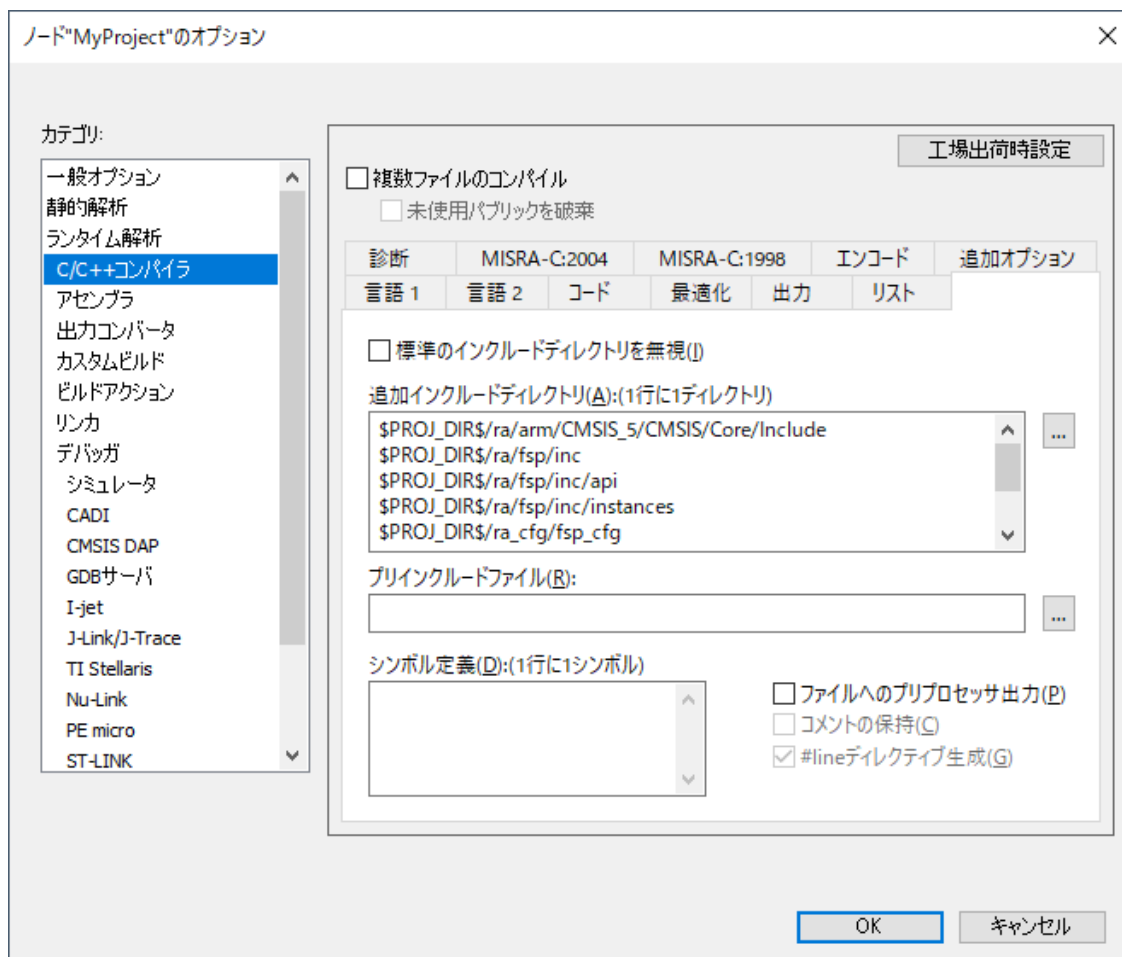 ノード"MyProject"のオプション
カテゴリ:
一般オプション
静的解析
ランタイム解析
C/C++コンパイラ
アセンブラ
出力コンバータ
カスタムビルド
ビルドアクション
リンカ
デバッガ
シミュレータ
CADI
CMSIS DAP
GDBサーバ
I-jet
J-Link/J-Trace
TI Stellaris
Nu-Link
PE micro
ST-LINK
工場出荷時設定
複数ファイルのコンパイル
未使用パブリックを破棄
診断 MISRA-C:2004 MISRA-C:1998 エンコード 追加オプション
言語 1 言語 2 コード 最適化 出力 リスト
標準のインクルードディレクトリを無視(I)
追加インクルードディレクトリ(A):(1行に1ディレクトリ)
$PROJ_DIR$/ra/arm/CMSIS_5/CMSIS/Core/Include
$PROJ_DIR$/ra/fsp/inc
$PROJ_DIR$/ra/fsp/inc/api
$PROJ_DIR$/ra/fsp/inc/instances
$PROJ_DIR$/ra_cfg/fsp_cfg
...
プリインクルードファイル(R):
...
シンボル定義(D):(1行に1シンボル)
ファイルへのプリプロセッサ出力(P)
コメントの保持(C)
#lineディレクティブ生成(G)
OK キャンセル